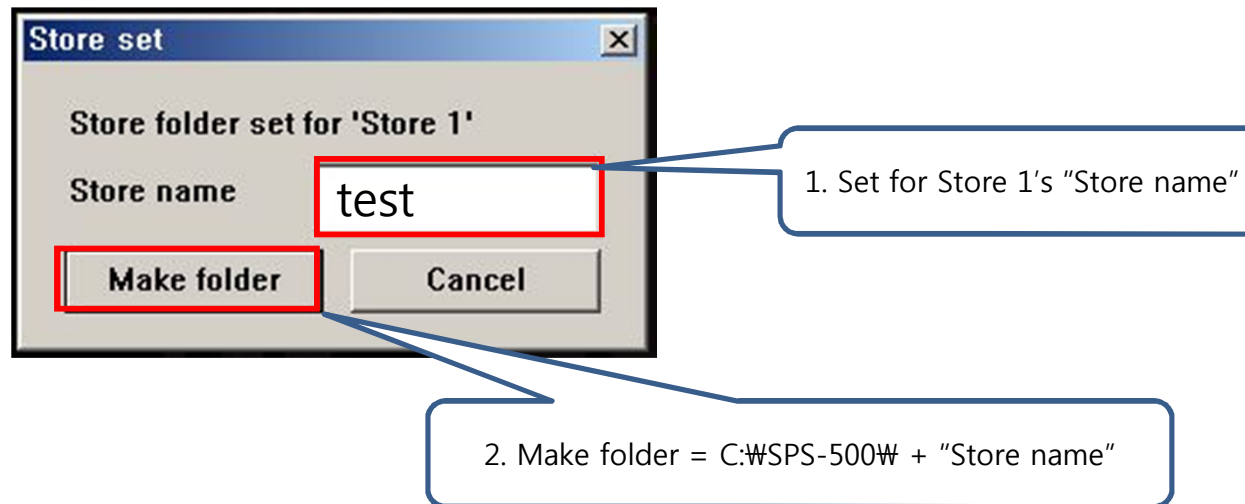 Store set
Store folder set for 'Store 1'
Store name
test
1. Set for Store 1's "Store name"
Make folder
Cancel
2. Make folder = C:₩SPS-500₩ + "Store name"